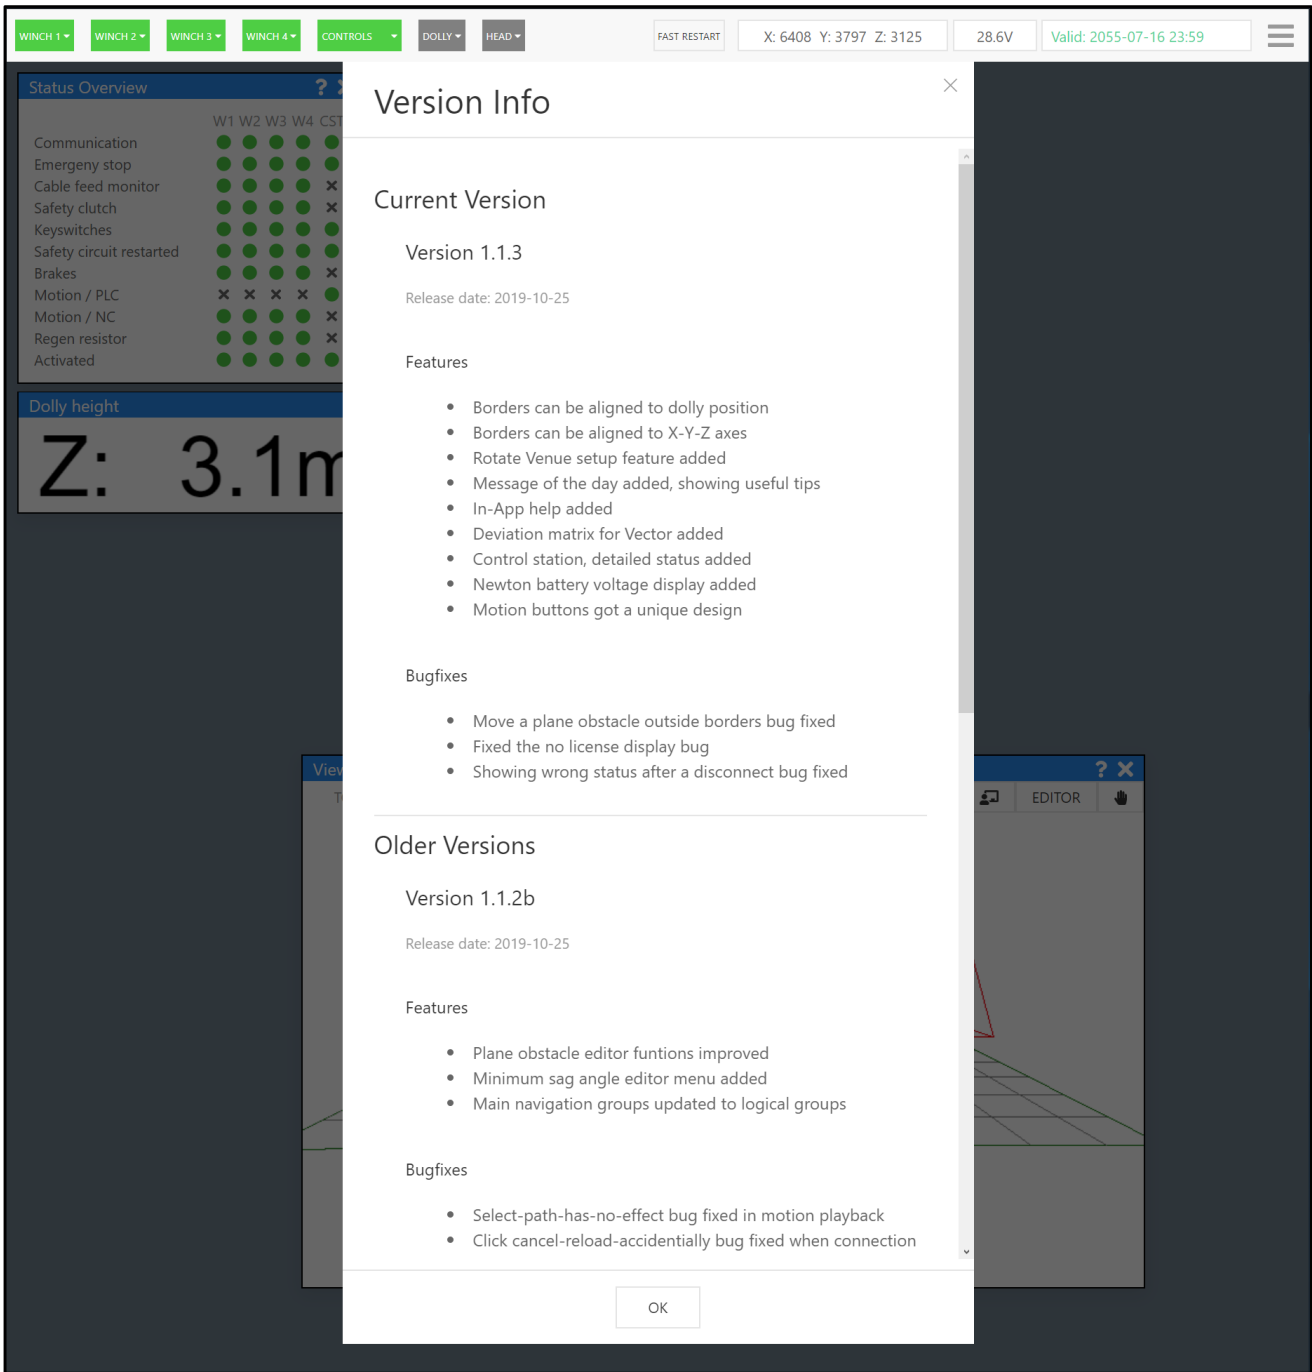 WINCH 1 WINCH 2 WINCH 3 WINCH 4 CONTROLS DOLLY HEAD FAST RESTART X: 6408 Y: 3797 Z: 3125 28.6V Valid: 2055-07-16 23:59
Status Overview ?
W1 W2 W3 W4 CST
Communication
Emergeny stop
Cable feed monitor
Safety clutch
Keyswitches
Safety circuit restarted
Brakes
Motion / PLC
Motion / NC
Regen resistor
Activated
Dolly height
Z: 3.1m
Version Info
Current Version
Version 1.1.3
Release date: 2019-10-25
Features
• Borders can be aligned to dolly position
• Borders can be aligned to X-Y-Z axes
• Rotate Venue setup feature added
• Message of the day added, showing useful tips
• In-App help added
• Deviation matrix for Vector added
• Control station, detailed status added
• Newton battery voltage display added
• Motion buttons got a unique design
Bugfixes
• Move a plane obstacle outside borders bug fixed
• Fixed the no license display bug
• Showing wrong status after a disconnect bug fixed
Older Versions
Version 1.1.2b
Release date: 2019-10-25
Features
• Plane obstacle editor funtions improved
• Minimum sag angle editor menu added
• Main navigation groups updated to logical groups
Bugfixes
• Select-path-has-no-effect bug fixed in motion playback
• Click cancel-reload-accidentially bug fixed when connection
OK
?
EDITOR